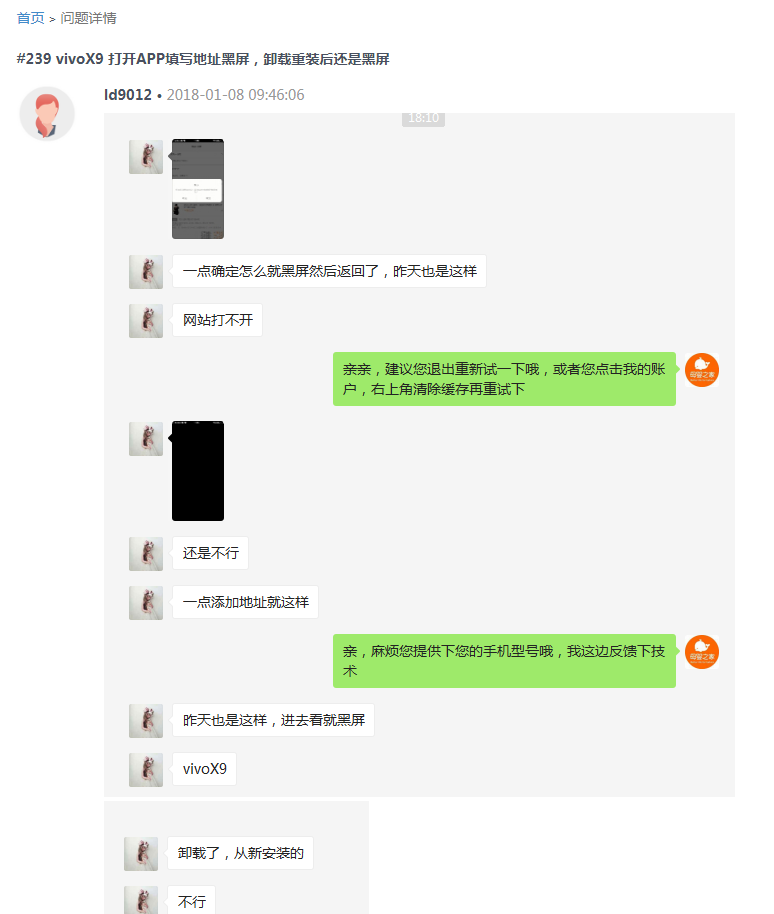 首页 > 问题详情
#239 vivoX9 打开APP填写地址黑屏，卸载重装后还是黑屏
ld9012 • 2018-01-08 09:46:06
18:10
一点确定怎么就黑屏然后返回了，昨天也是这样
网站打不开
亲亲，建议您退出重新试一下哦，或者您点击我的账
户，右上角清除缓存再重试下
还是不行
一点添加地址就这样
亲，麻烦您提供下您的手机型号哦，我这边反馈下技
术
昨天也是这样，进去看就黑屏
vivoX9
卸载了，从新安装的
不行